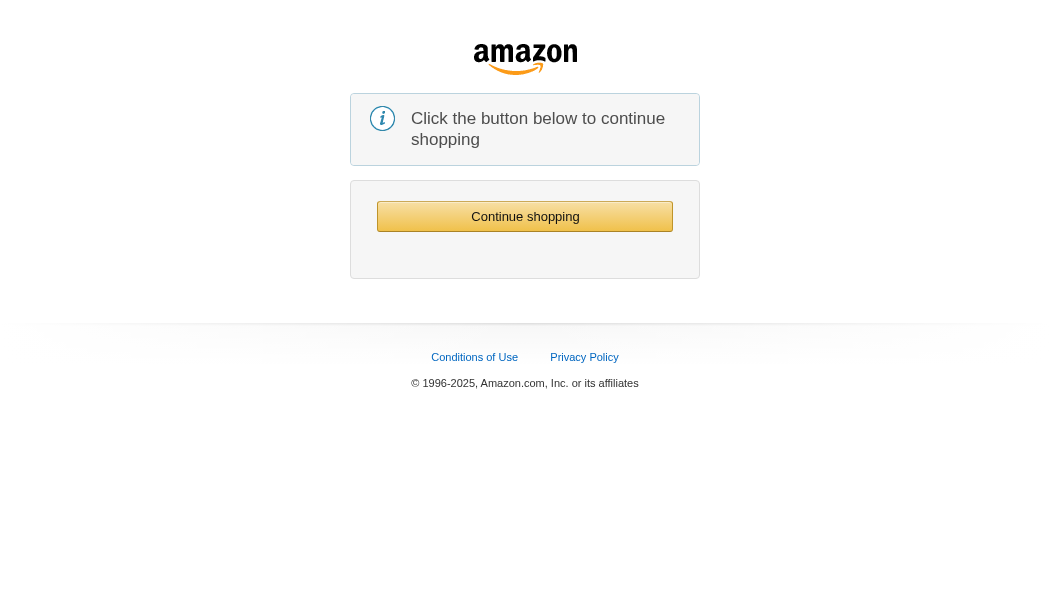 amazon
Click the button below to continue
shopping
Continue shopping
Conditions of Use Privacy Policy
© 1996-2025, Amazon.com, Inc. or its affiliates